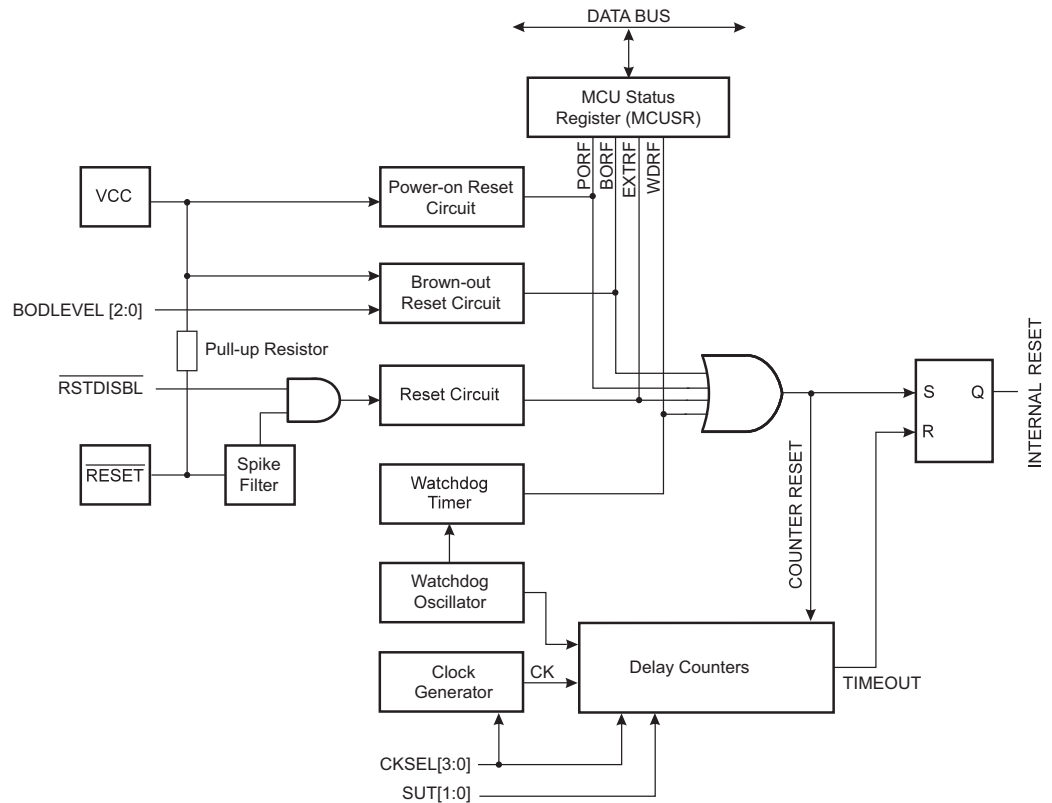 DATA BUS
MCU Status
Register (MCUSR)
PORF
BORF
EXTRF
WDRF
VCC
Power-on Reset
Circuit
Brown-out
Reset Circuit
BODLEVEL [2:0]
Pull-up Resistor
RSTDISBL
Reset Circuit
RESET
Spike
Filter
Watchdog
Timer
S
Q
R
INTERNAL RESET
COUNTER RESET
Watchdog
Oscillator
Clock
Generator
CK
Delay Counters
TIMEOUT
CKSEL[3:0]
SUT[1:0]